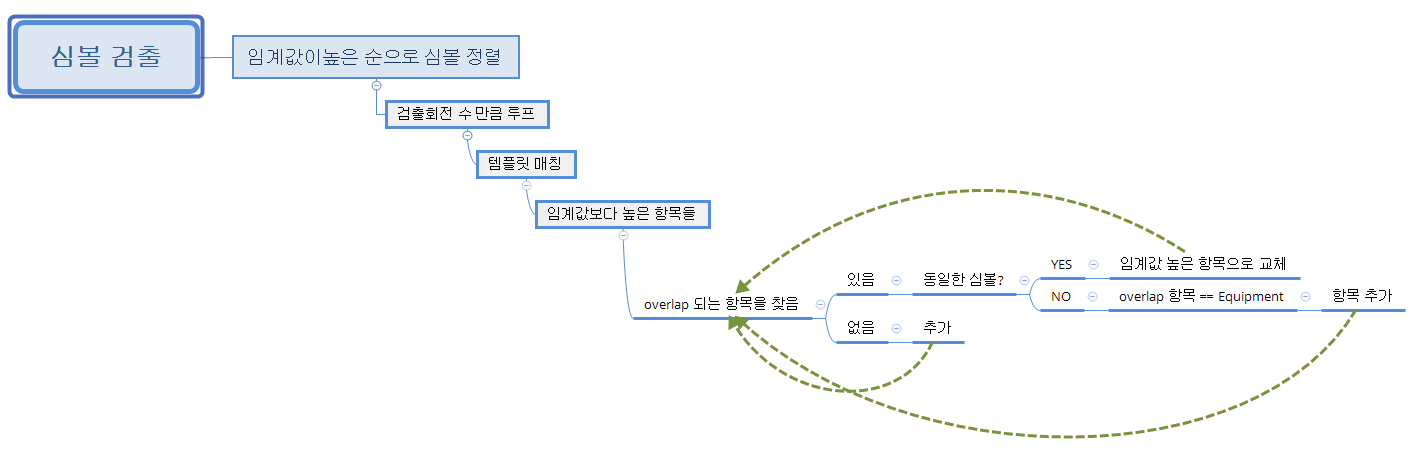 심볼 검출
임계값이높은 순으로 심볼 정렬
검출회전 수 만큼 루프
템플릿 매칭
임계값보다 높은 항목들
overlap 되는 항목을 찾음
있음
동일한 심볼?
YES
임계값 높은 항목으로 교체
NO
overlap 항목 == Equipment
항목 추가
없음
추가